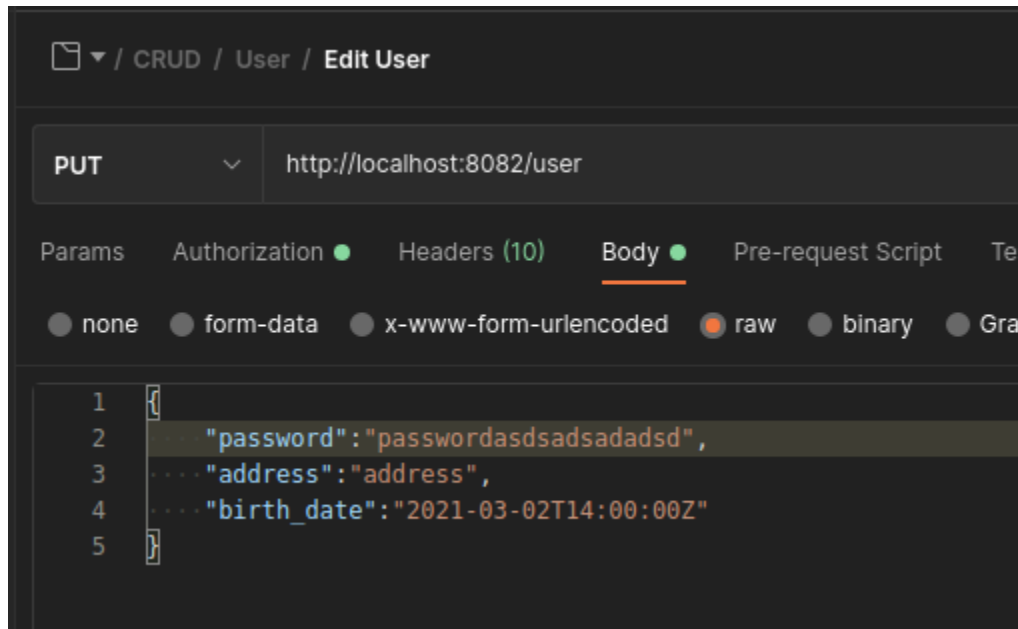 / CRUD / User / Edit User
PUT http://localhost:8082/user
Params Authorization Headers (10) Body Pre-request Script Te
none form-data x-www-form-urlencoded raw binary Gra
1 {
2 "password":"passwordasdsadsadadsd",
3 "address":"address",
4 "birth_date":"2021-03-02T14:00:00Z"
5 }